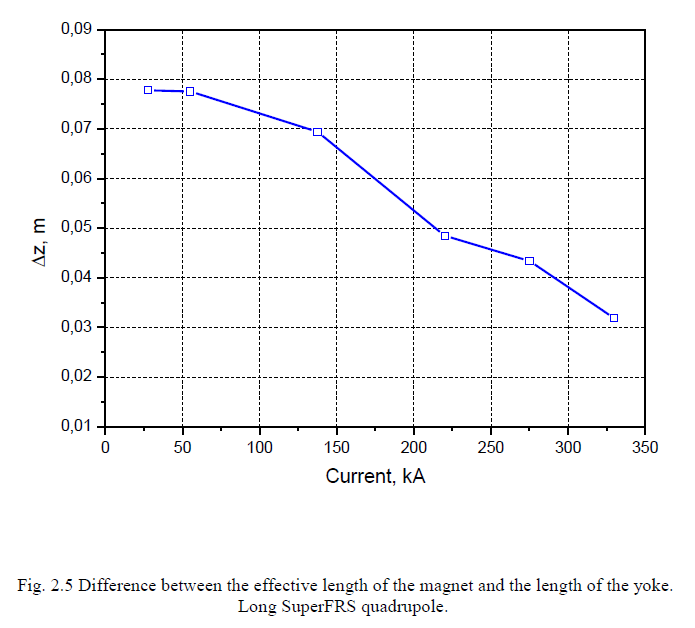 0,09
0,08
0,07
0,06
0,05
0,04
0,03
0,02
0,01
Δz, m
0 50 100 150 200 250 300 350
Current, kA
Fig. 2.5 Difference between the effective length of the magnet and the length of the yoke.
Long SuperFRS quadrupole.